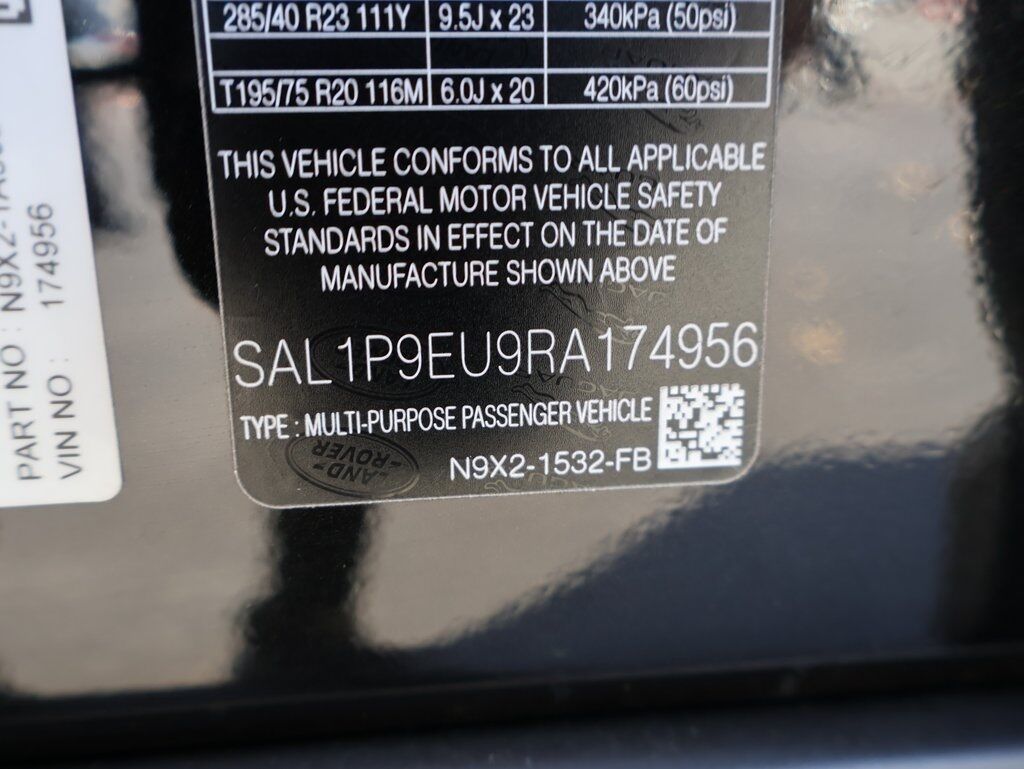 285/40 R23 111Y 9.5J x 23 340kPa (50psi)
T195/75 R20 116M 6.0J x 20 420kPa (60psi)
THIS VEHICLE CONFORMS TO ALL APPLICABLE
U.S. FEDERAL MOTOR VEHICLE SAFETY
STANDARDS IN EFFECT ON THE DATE OF
MANUFACTURE SHOWN ABOVE
SAL1P9EU9RA174956
TYPE : MULTI-PURPOSE PASSENGER VEHICLE
N9X2-1532-FB
LAND-
ROVER
PART NO :
VIN NO : 174956